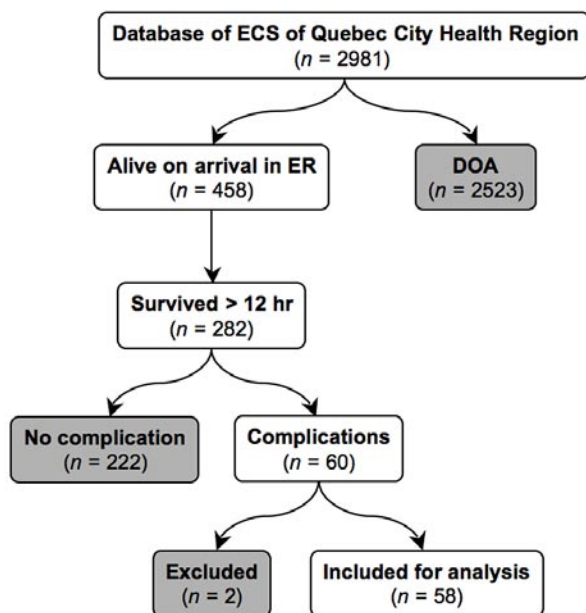 Database of ECS of Quebec City Health Region
(n = 2981)
Alive on arrival in ER
(n = 458)
DOA
(n = 2523)
Survived > 12 hr
(n = 282)
No complication
(n = 222)
Complications
(n = 60)
Excluded
(n = 2)
Included for analysis
(n = 58)